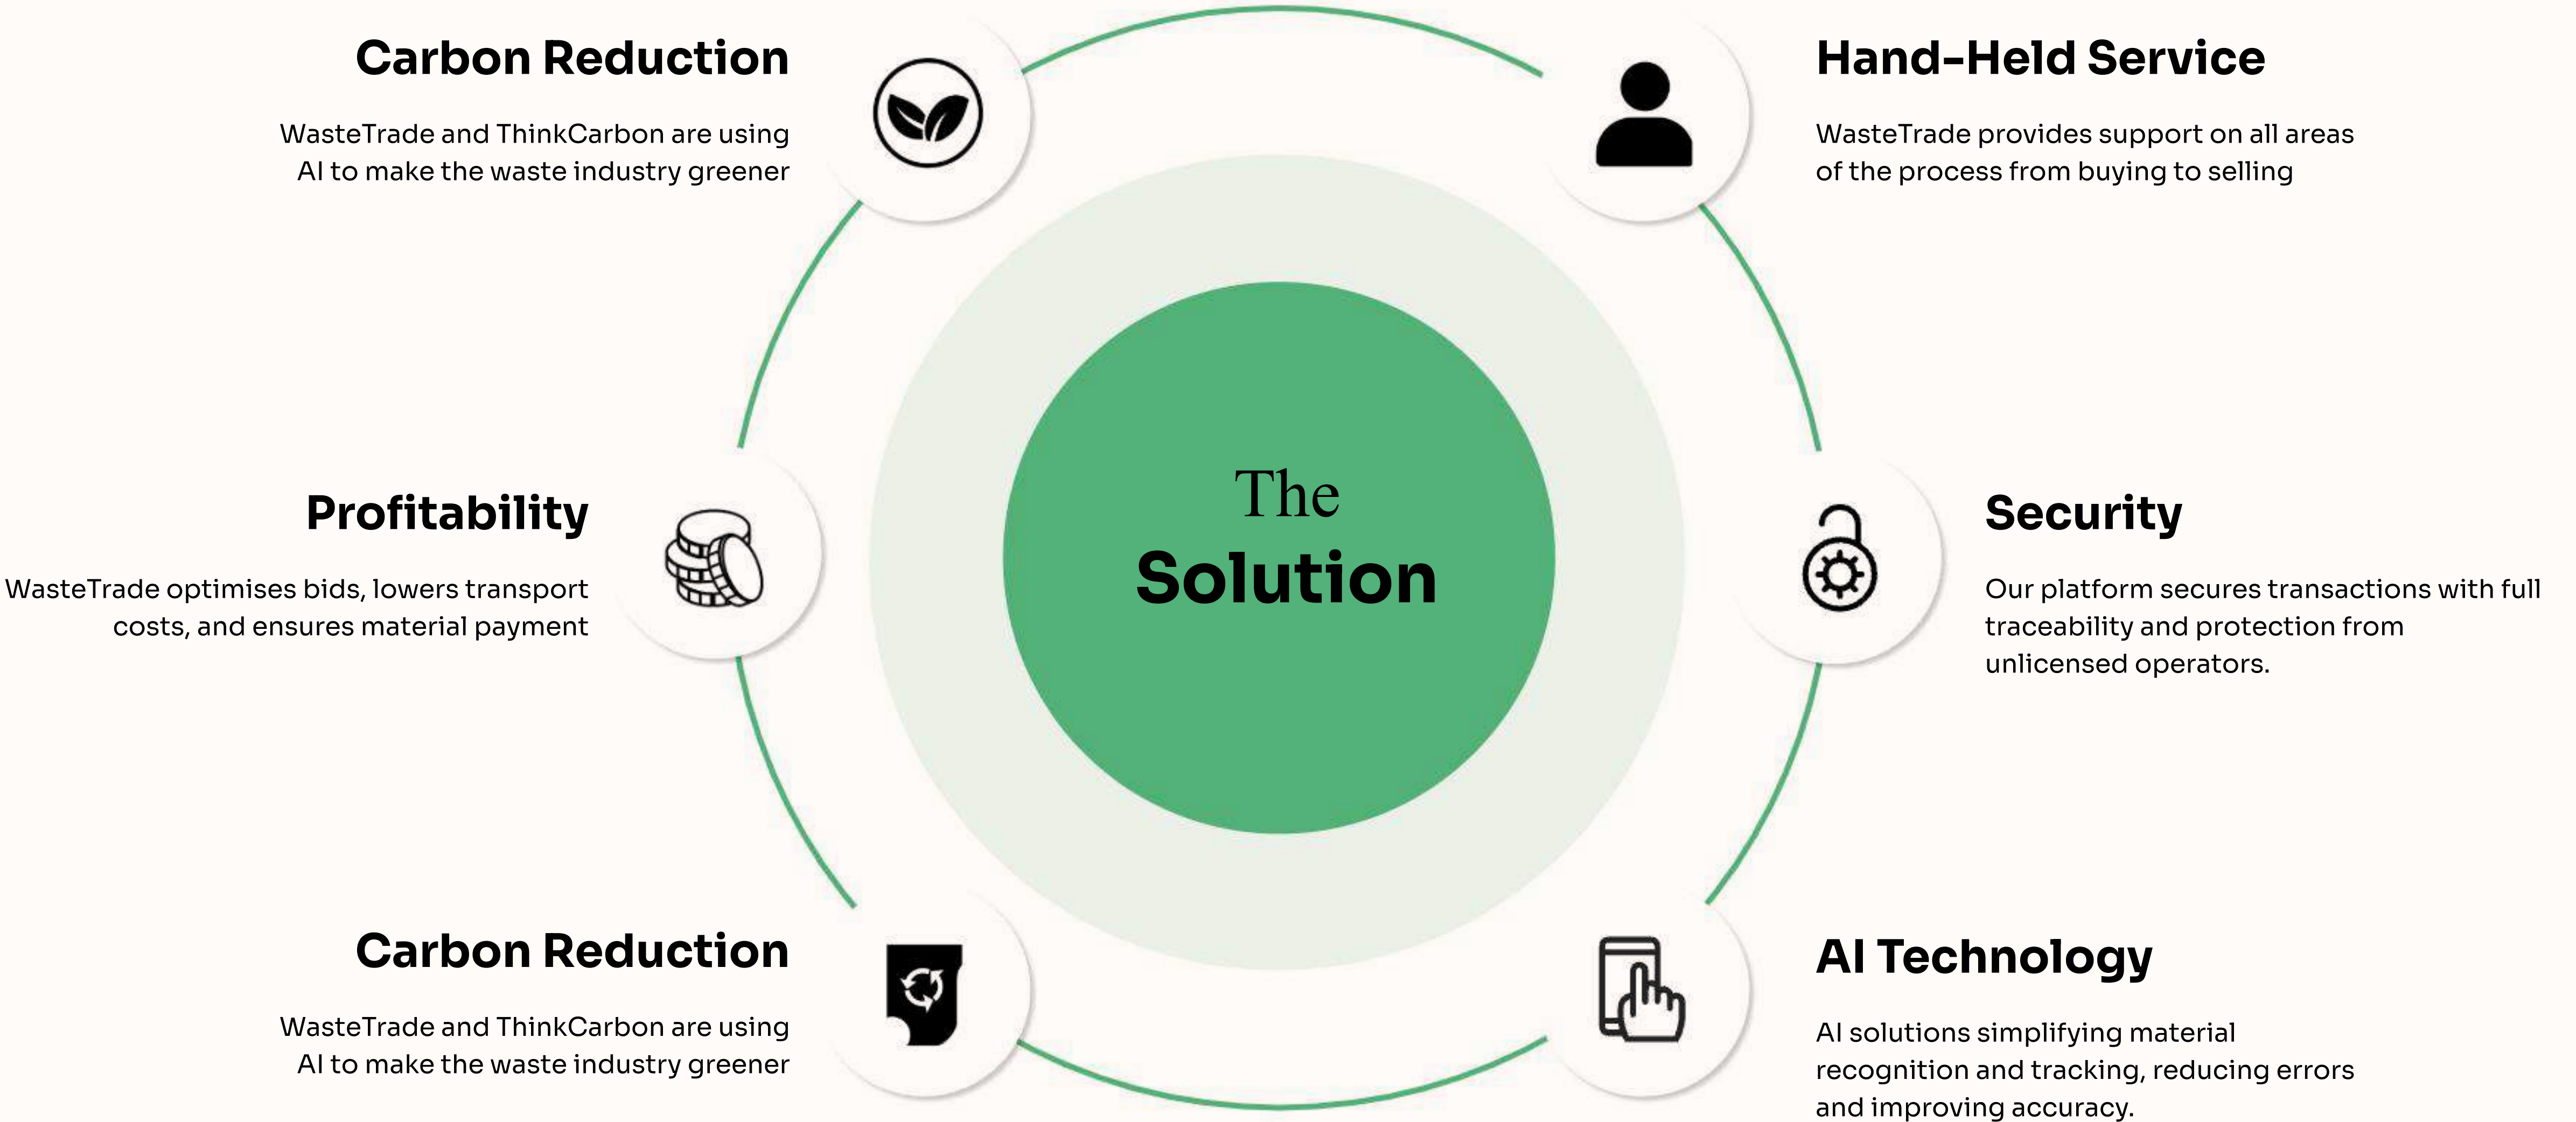 Carbon Reduction
WasteTrade and ThinkCarbon are using
AI to make the waste industry greener
Hand-Held Service
WasteTrade provides support on all areas
of the process from buying to selling
Profitability
WasteTrade optimises bids, lowers transport
costs, and ensures material payment
The
Solution
Security
Our platform secures transactions with full
traceability and protection from
unlicensed operators.
Carbon Reduction
WasteTrade and ThinkCarbon are using
AI to make the waste industry greener
AI Technology
AI solutions simplifying material
recognition and tracking, reducing errors
and improving accuracy.